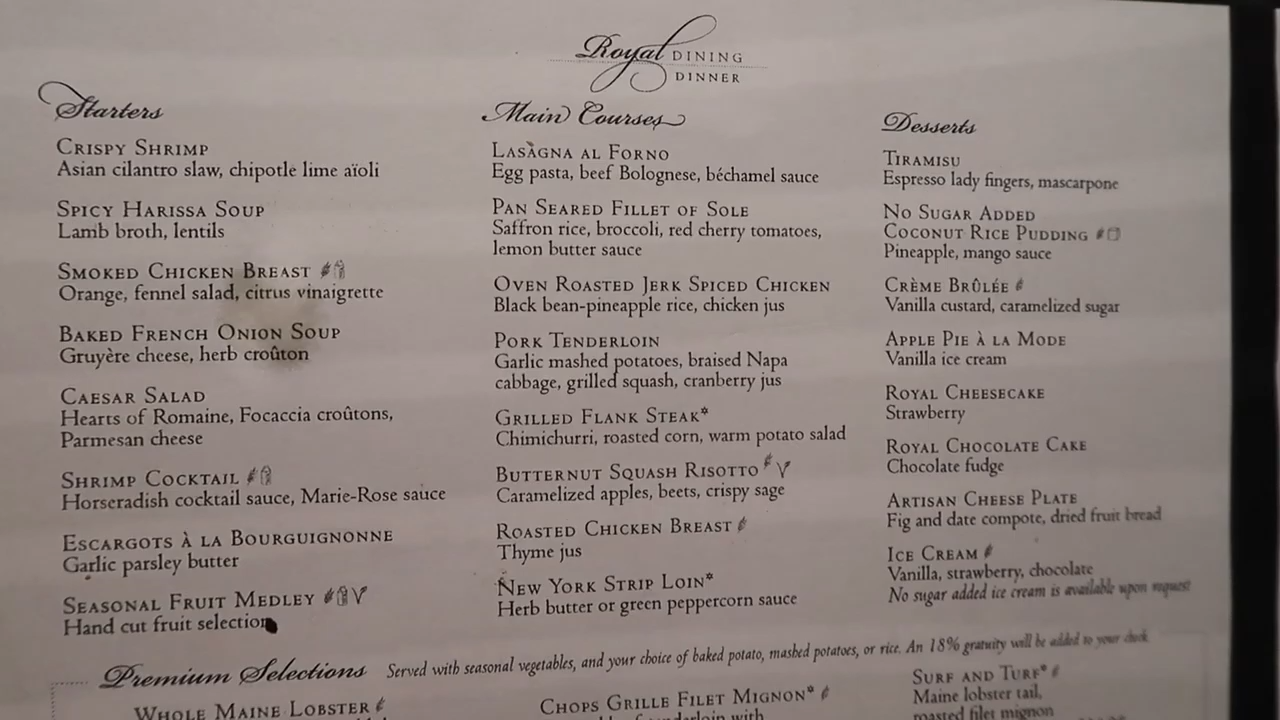 Royal DINING
DINNER
Starters
CRISPY SHRIMP
Asian cilantro slaw, chipotle lime aïoli
SPICY HARISSA SOUP
Lamb broth, lentils
SMOKED CHICKEN BREAST
Orange, fennel salad, citrus vinaigrette
BAKED FRENCH ONION SOUP
Gruyère cheese, herb croûton
CAESAR SALAD
Hearts of Romaine, Focaccia croûtons,
Parmesan cheese
SHRIMP COCKTAIL
Horseradish cocktail sauce, Marie-Rose sauce
ESCARGOTS À LA BOURGUIGNONNE
Garlic parsley butter
SEASONAL FRUIT MEDLEY
Hand cut fruit selection
Main Courses
LASAGNA AL FORNO
Egg pasta, beef Bolognese, béchamel sauce
PAN SEARED FILLET OF SOLE
Saffron rice, broccoli, red cherry tomatoes,
lemon butter sauce
OVEN ROASTED JERK SPICED CHICKEN
Black bean-pineapple rice, chicken jus
PORK TENDERLOIN
Garlic mashed potatoes, braised Napa
cabbage, grilled squash, cranberry jus
GRILLED FLANK STEAK*
Chimichurri, roasted corn, warm potato salad
BUTTERNUT SQUASH RISOTTO
Caramelized apples, beets, crispy sage
ROASTED CHICKEN BREAST
Thyme jus
NEW YORK STRIP LOIN*
Herb butter or green peppercorn sauce
Desserts
TIRAMISU
Espresso lady fingers, mascarpone
NO SUGAR ADDED
COCONUT RICE PUDDING
Pineapple, mango sauce
CRÈME BRÛLÉE
Vanilla custard, caramelized sugar
APPLE PIE À LA MODE
Vanilla ice cream
ROYAL CHEESECAKE
Strawberry
ROYAL CHOCOLATE CAKE
Chocolate fudge
ARTISAN CHEESE PLATE
Fig and date compote, dried fruit bread
ICE CREAM
Vanilla, strawberry, chocolate
No sugar added ice cream is available upon request
Premium Selections Served with seasonal vegetables, and your choice of baked potato, mashed potatoes, or rice. An 18% gratuity will be added to your check.
WHOLE MAINE LOBSTER
CHOPS GRILLE FILET MIGNON*
SURF AND TURF*
Maine lobster tail,
roasted filet mignon